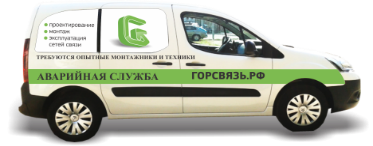 проектирование
монтаж
эксплуатация
сетей связи
ТРЕБУЮТСЯ ОПЫТНЫЕ МОНТАЖНИКИ И ТЕХНИКИ
АВАРИЙНАЯ СЛУЖБА ГОРСВЯЗЬ.РФ